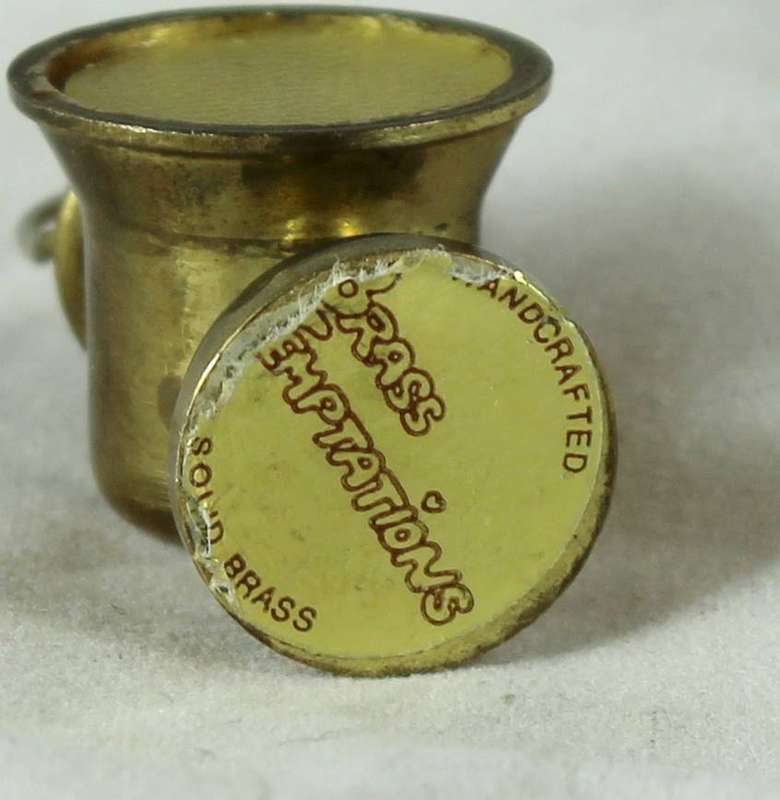 BRASS
TEMPTATIONS
HANDCRAFTED
SOLID BRASS